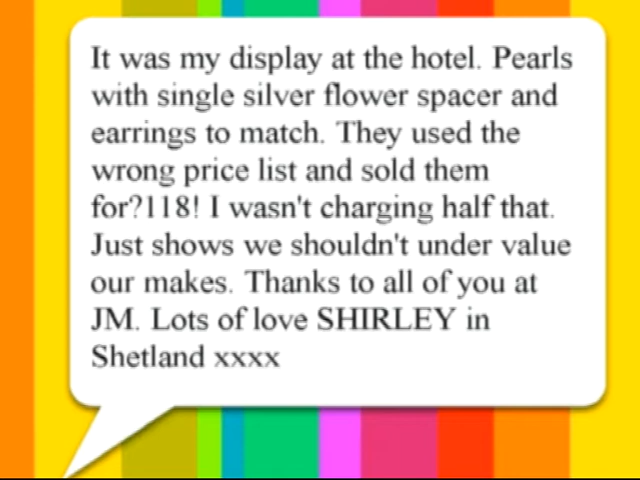 It was my display at the hotel. Pearls
with single silver flower spacer and
earrings to match. They used the
wrong price list and sold them
for?118! I wasn't charging half that.
Just shows we shouldn't under value
our makes. Thanks to all of you at
JM. Lots of love SHIRLEY in
Shetland xxxx